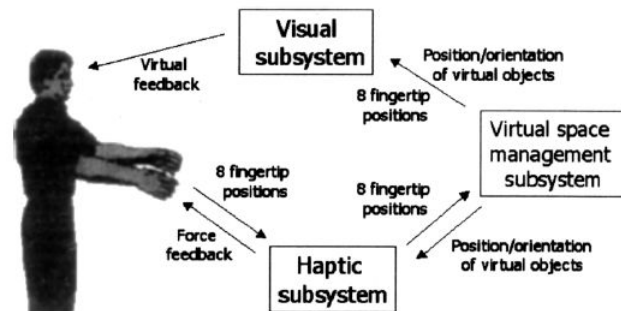 Visual
subsystem
Virtual
feedback
Position/orientation
of virtual objects
8 fingertip
positions
Virtual space
management
subsystem
8 fingertip
positions
8 fingertip
positions
Force
feedback
Haptic
subsystem
Position/orientation
of virtual objects